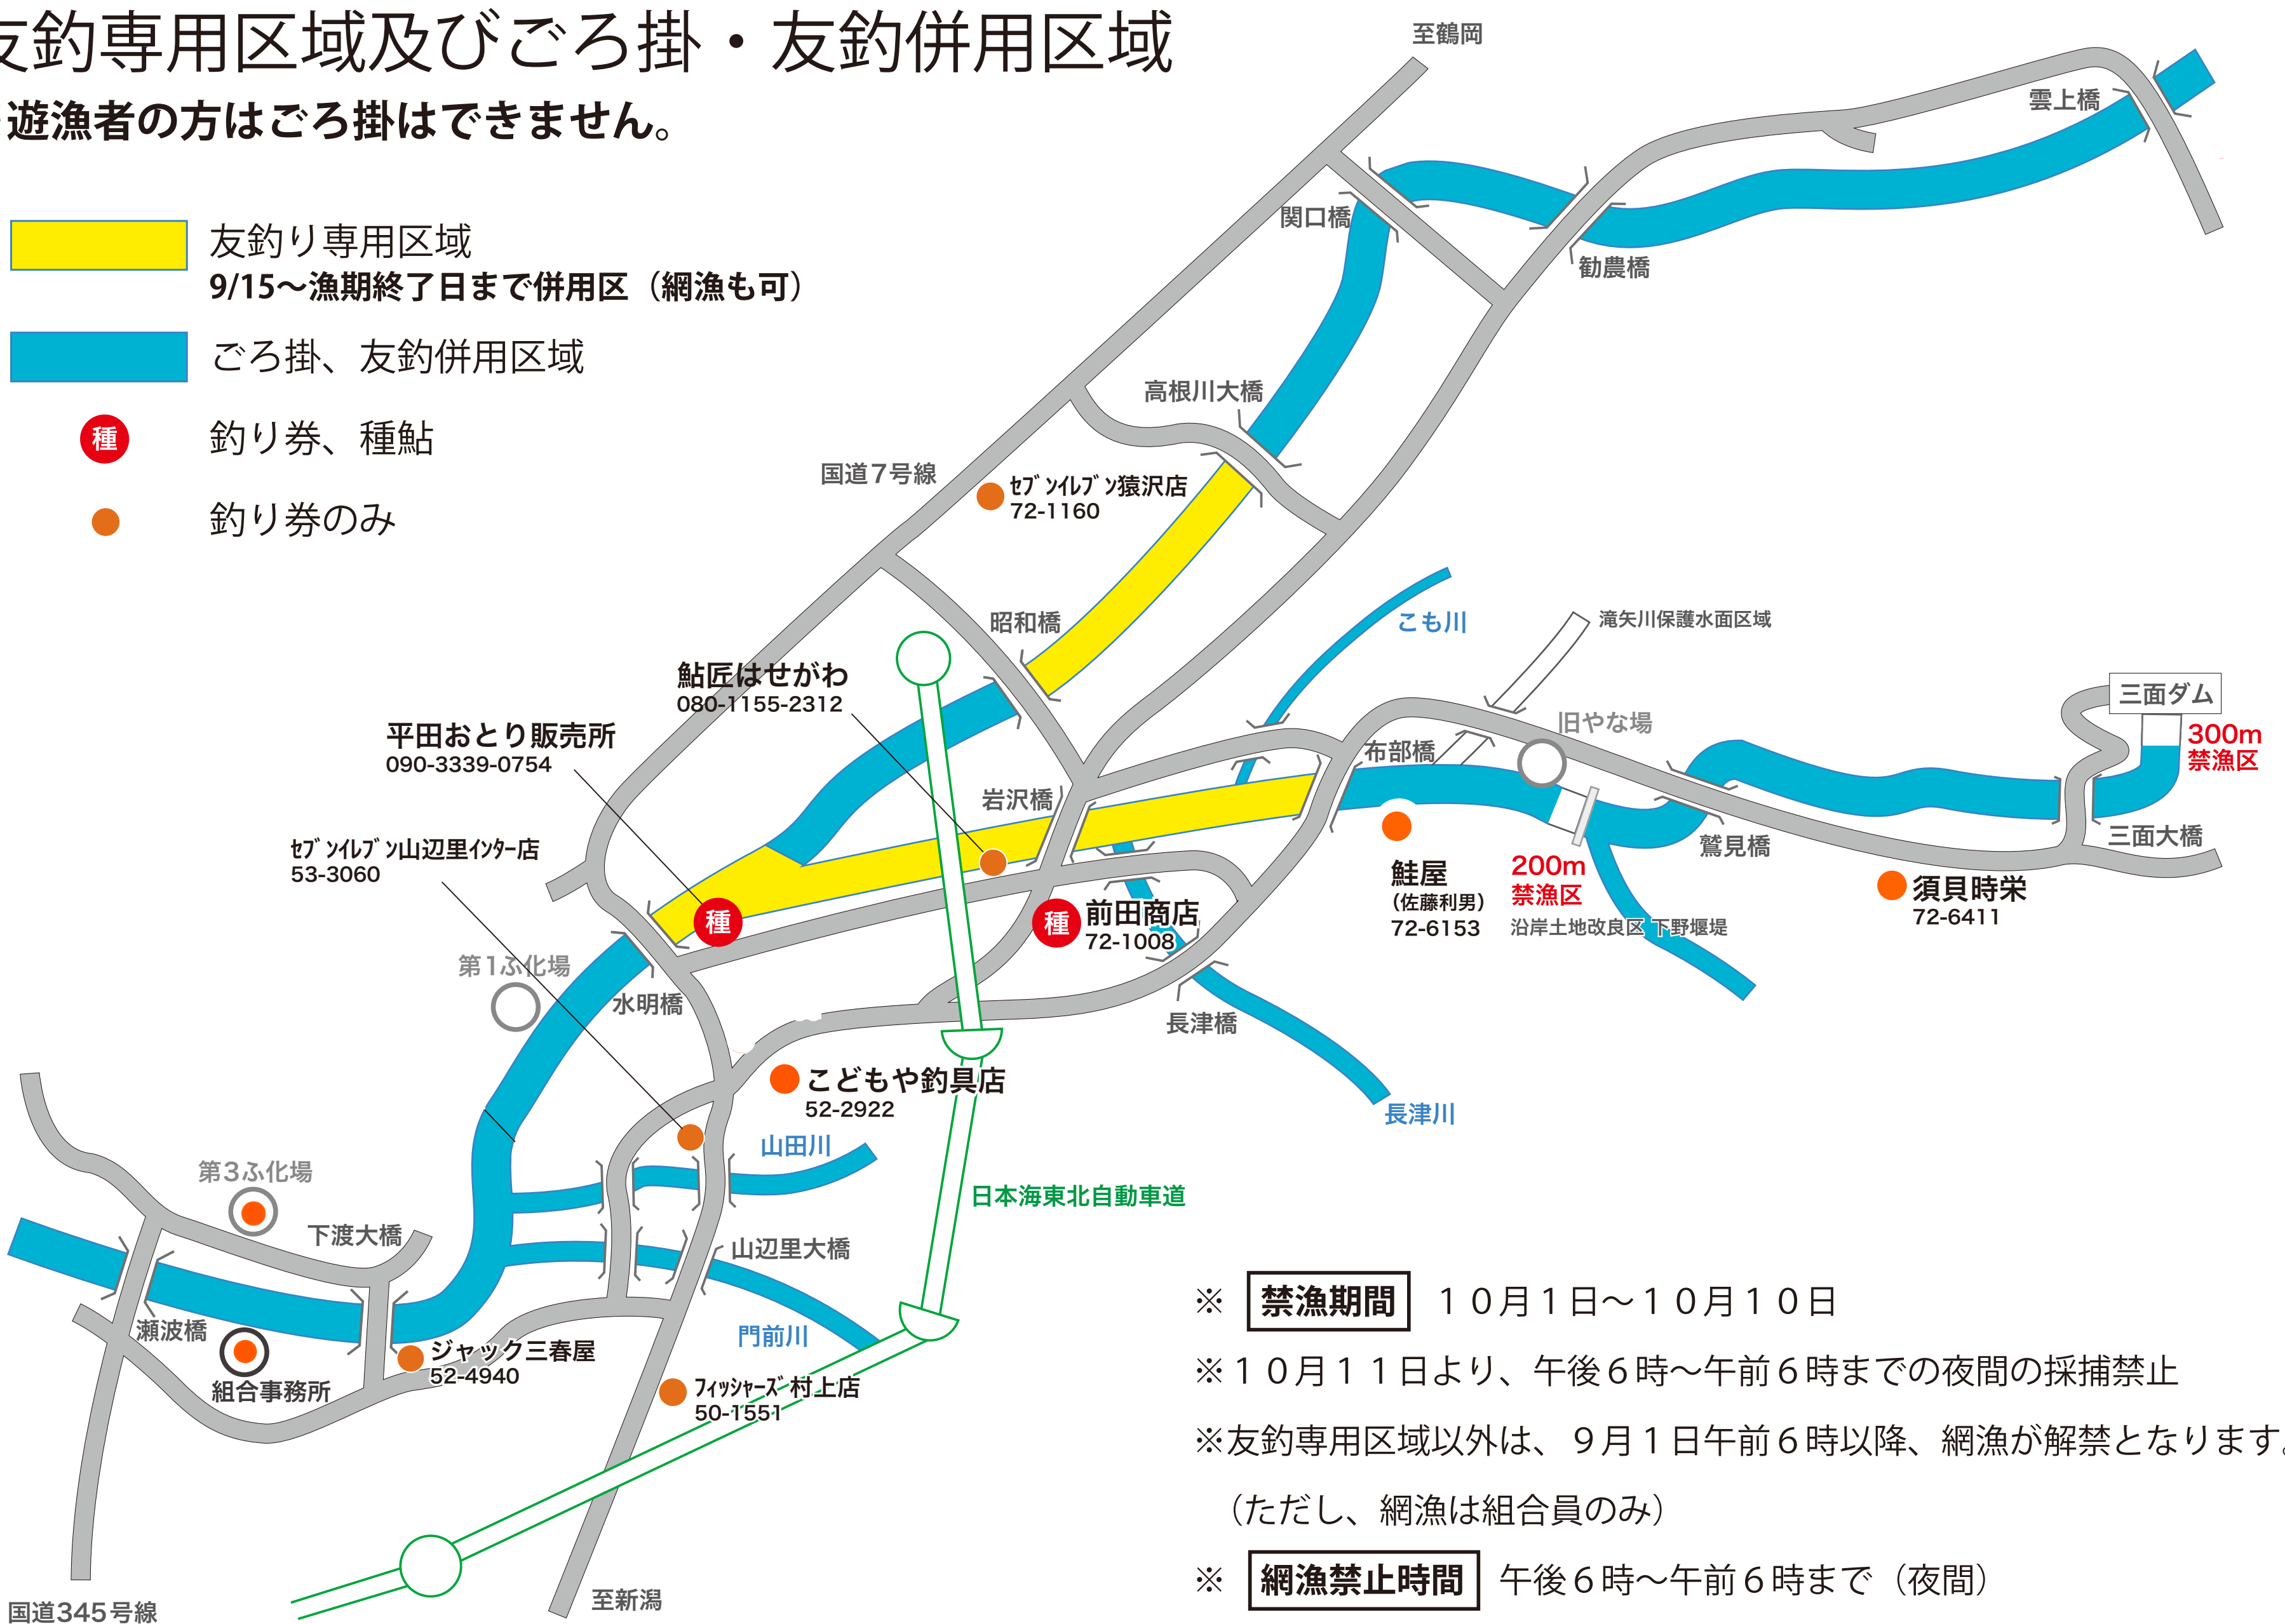 友釣専用区域及びごろ掛・友釣併用区域
遊漁者の方はごろ掛はできません。
友釣り専用区域
9/15〜漁期終了日まで併用区（網漁も可）
ごろ掛、友釣併用区域
種
釣り券、種鮎
釣り券のみ
至鶴岡
雲上橋
関口橋
勧農橋
高根川大橋
国道7号線
ｾﾌﾞﾝｲﾚﾌﾞﾝ猿沢店
72-1160
昭和橋
こも川
滝矢川保護水面区域
鮎匠はせがわ
080-1155-2312
平田おとり販売所
090-3339-0754
ｾﾌﾞﾝｲﾚﾌﾞﾝ山辺里ｲﾝﾀｰ店
53-3060
岩沢橋
布部橋
旧やな場
三面ダム
300m
禁漁区
鷲見橋
三面大橋
鮭屋
（佐藤利男）
72-6153
200m
禁漁区
沿岸土地改良区 下野堰堤
須貝時栄
72-6411
種
種
前田商店
72-1008
第1ふ化場
水明橋
長津橋
長津川
こどもや釣具店
52-2922
山田川
日本海東北自動車道
第3ふ化場
下渡大橋
山辺里大橋
瀬波橋
組合事務所
ジャック三春屋
52-4940
門前川
ﾌｨｯｼｬｰｽﾞ村上店
50-1551
至新潟
国道345号線
※ 禁漁期間 １０月１日〜１０月１０日
※１０月１１日より、午後６時〜午前６時までの夜間の採捕禁止
※友釣専用区域以外は、９月１日午前６時以降、網漁が解禁となります。
（ただし、網漁は組合員のみ）
※ 網漁禁止時間 午後６時〜午前６時まで（夜間）